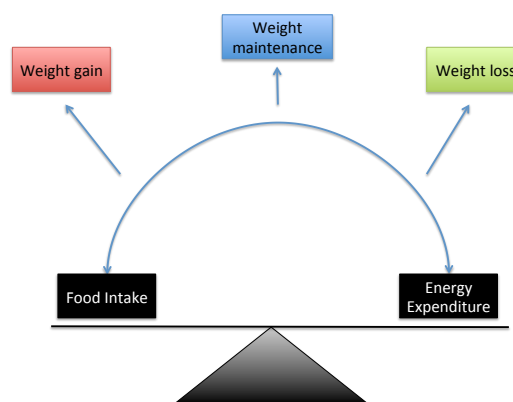 Weight
maintenance
Weight gain
Weight loss
Food Intake
Energy
Expenditure